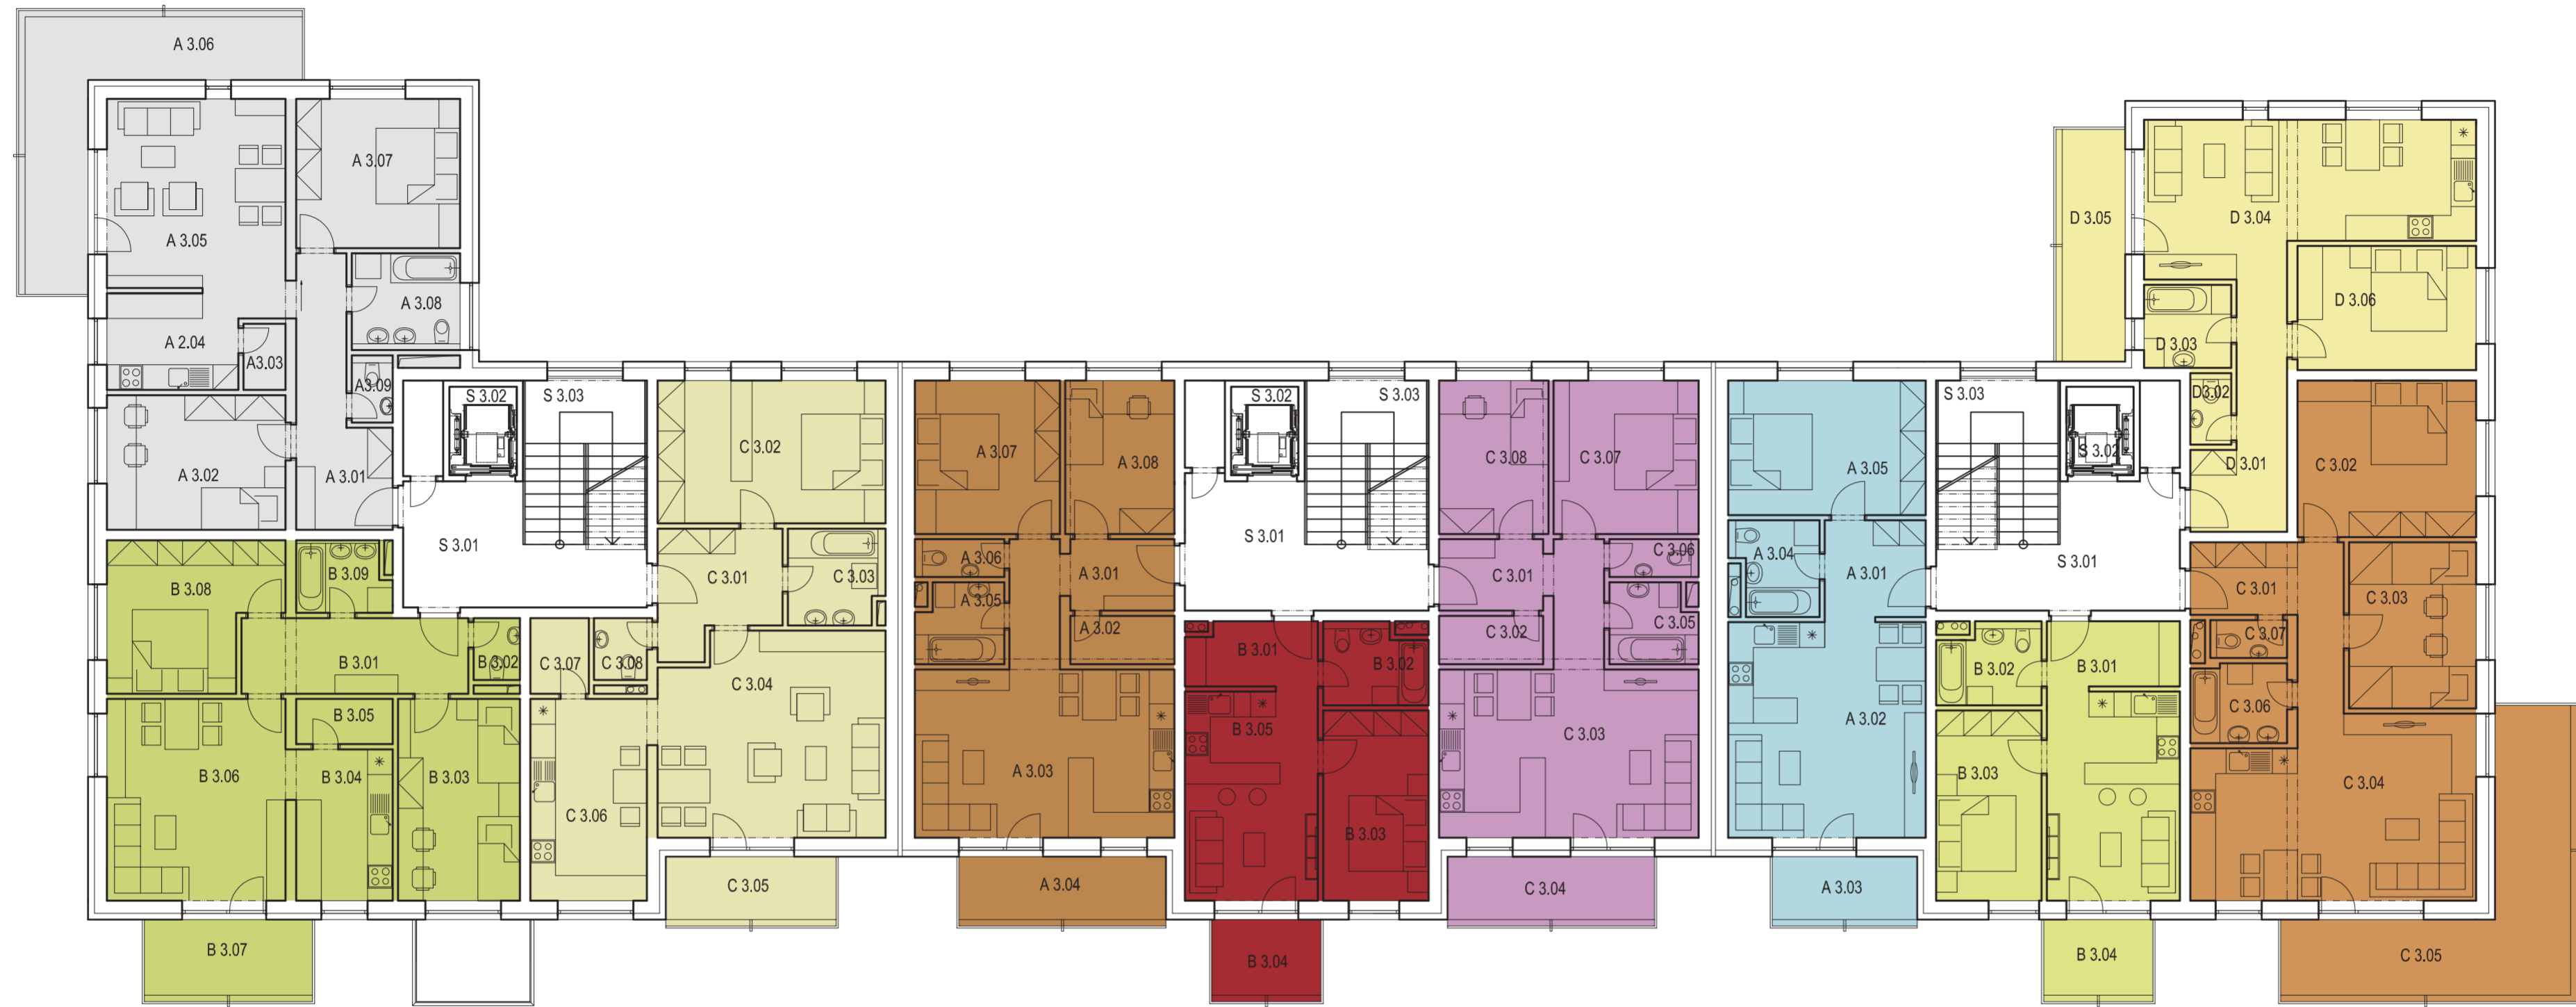 A 3.06
A 3.07
A 3.05
A 3.08
A 2.04
A3.03
A3.09
A 3.02
A 3.01
S 3.02
S 3.03
S 3.01
B 3.08
B 3.09
B 3.01
B 3.02
B 3.05
B 3.06
B 3.04
B 3.03
B 3.07
C 3.02
C 3.01
C 3.03
C 3.07
C 3.08
C 3.04
C 3.06
C 3.05
A 3.07
A 3.08
A 3.06
A 3.01
A 3.05
A 3.02
A 3.03
A 3.04
S 3.02
S 3.03
S 3.01
B 3.01
B 3.02
B 3.05
B 3.03
B 3.04
C 3.08
C 3.07
C 3.06
C 3.01
C 3.05
C 3.02
C 3.03
C 3.04
A 3.05
A 3.04
A 3.01
A 3.02
A 3.03
S 3.03
S 3.02
S 3.01
B 3.02
B 3.01
B 3.03
B 3.04
D 3.05
D 3.04
D 3.06
D 3.03
D3.02
D 3.01
C 3.02
C 3.01
C 3.03
C 3.07
C 3.06
C 3.04
C 3.05